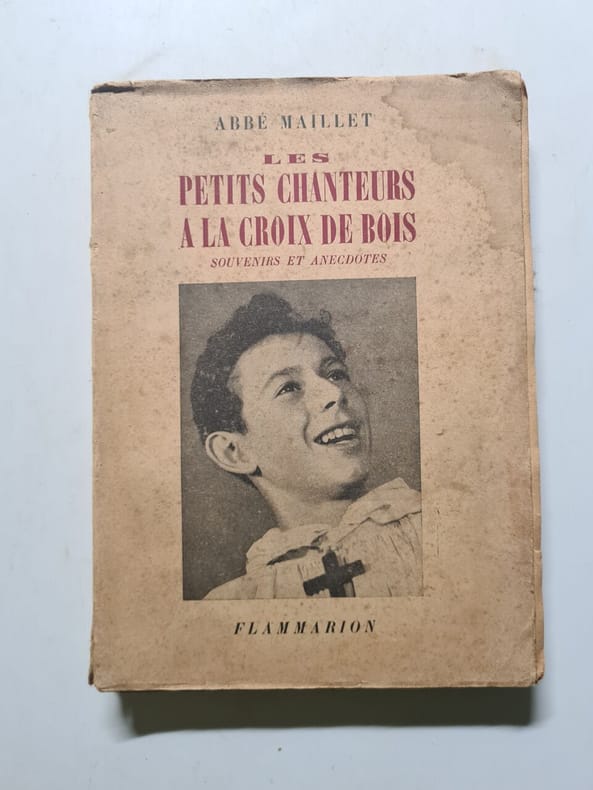 ABBÉ MAILLET
LES
PETITS CHANTEURS
A LA CROIX DE BOIS
SOUVENIRS ET ANECDOTES
FLAMMARION